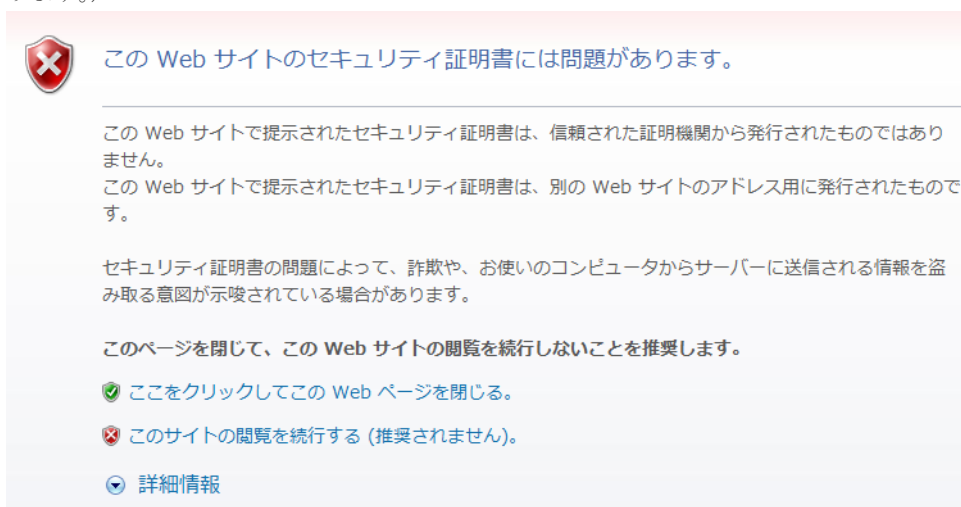 この Web サイトのセキュリティ証明書には問題があります。
この Web サイトで提示されたセキュリティ証明書は、信頼された証明機関から発行されたものではあり
ません。
この Web サイトで提示されたセキュリティ証明書は、別の Web サイトのアドレス用に発行されたもので
す。
セキュリティ証明書の問題によって、詐欺や、お使いのコンピュータからサーバーに送信される情報を盗
み取る意図が示唆されている場合があります。
このページを閉じて、この Web サイトの閲覧を続行しないことを推奨します。
ここをクリックしてこの Web ページを閉じる。
このサイトの閲覧を続行する (推奨されません)。
詳細情報